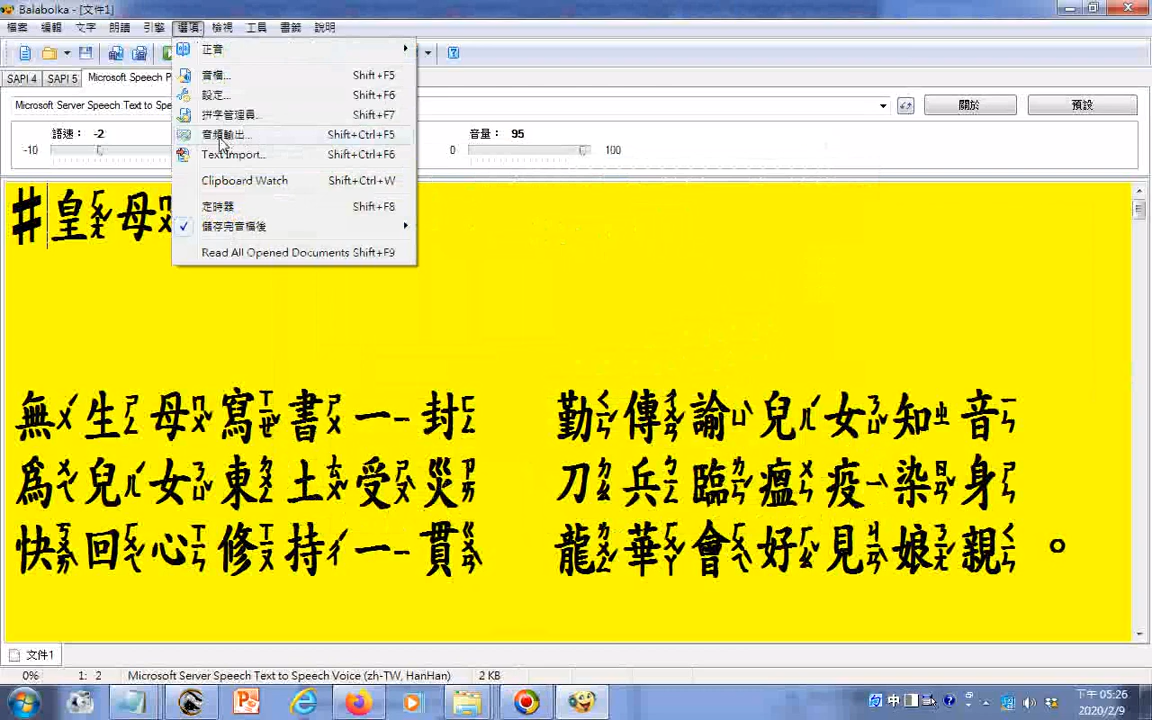 Balabolka - [文件1]
檔案 編輯 文字 朗讀 引擎 選項 檢視 工具 書籤 說明
正音
音檔... Shift+F5
設定... Shift+F6
拼字管理員... Shift+F7
音頻輸出... Shift+Ctrl+F5
Text Import... Shift+Ctrl+F6
Clipboard Watch Shift+Ctrl+W
定時器 Shift+F8
儲存完音檔後
Read All Opened Documents Shift+F9
SAPI 4 SAPI 5 Microsoft Speech P
Microsoft Server Speech Text to Spe
關於 預設
語速： -2 音量： 95
-10 0 100
#皇母
無生母寫書一封 勤傳諭兒女知音
為兒女東土受災 刀兵臨瘟疫染身
快回心修持一貫 龍華會好見娘親。
文件1
0% 1: 2 Microsoft Server Speech Text to Speech Voice (zh-TW, HanHan) 2 KB
中
下午 05:26
2020/2/9